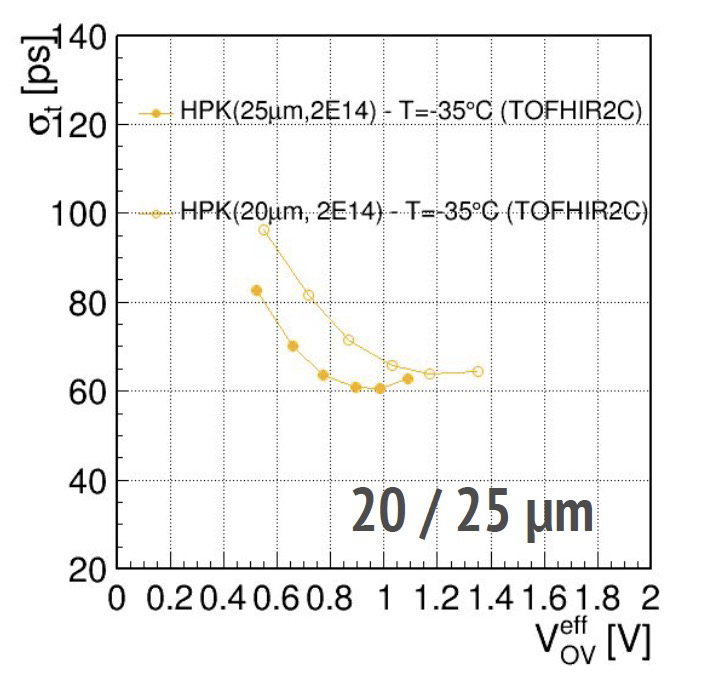 σt [ps]
140
HPK(25μm,2E14) - T=-35°C (TOFHIR2C)
120
HPK(20μm, 2E14) - T=-35°C (TOFHIR2C)
100
80
60
40
20 / 25 μm
20
0 0.2 0.4 0.6 0.8 1 1.2 1.4 1.6 1.8 2
V_OV^eff [V]